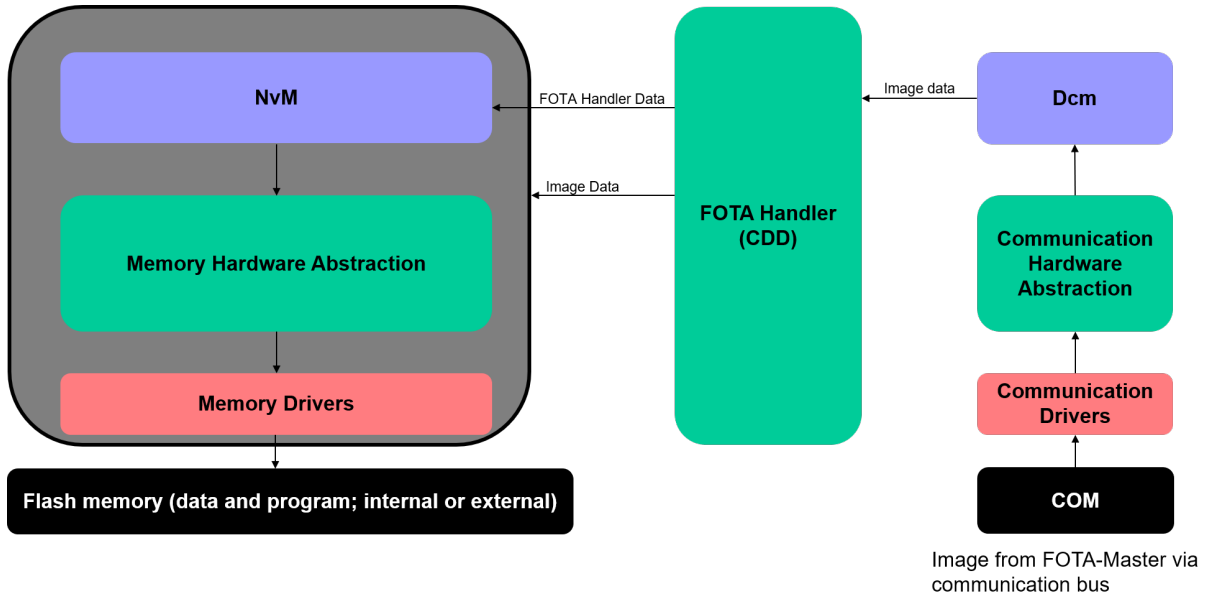 NvM
FOTA Handler Data
Image data
Dcm
Image Data
FOTA Handler
(CDD)
Memory Hardware Abstraction
Communication
Hardware
Abstraction
Memory Drivers
Communication
Drivers
Flash memory (data and program; internal or external)
COM
Image from FOTA-Master via
communication bus